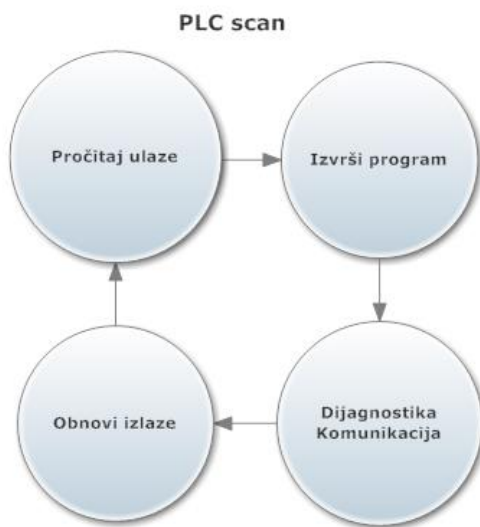 PLC scan
Pročitaj ulaze
Izvrši program
Obnovi izlaze
Dijagnostika
Komunikacija